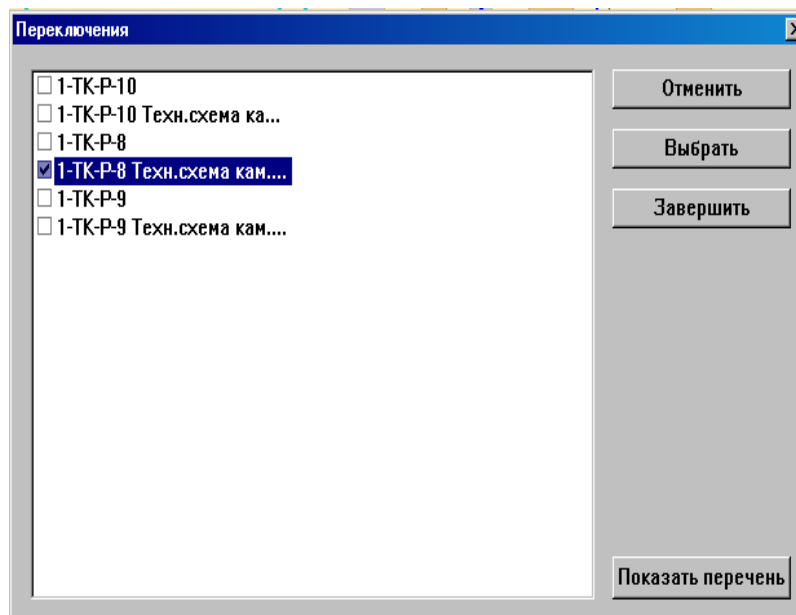 Переключения
1-ТК-Р-10
1-ТК-Р-10 Техн.схема ка...
1-ТК-Р-8
1-ТК-Р-8 Техн.схема кам....
1-ТК-Р-9
1-ТК-Р-9 Техн.схема кам....
Отменить
Выбрать
Завершить
Показать перечень